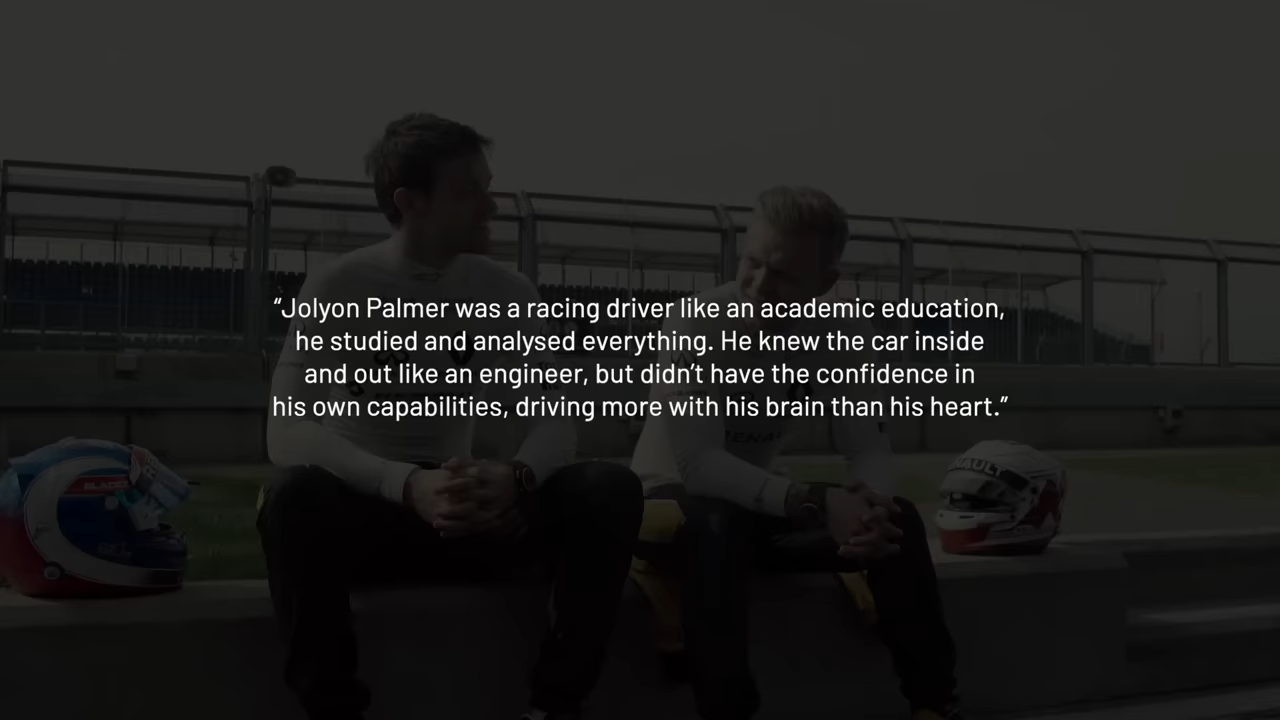 “Jolyon Palmer was a racing driver like an academic education,
he studied and analysed everything. He knew the car inside
and out like an engineer, but didn’t have the confidence in
his own capabilities, driving more with his brain than his heart.”
RENAULT